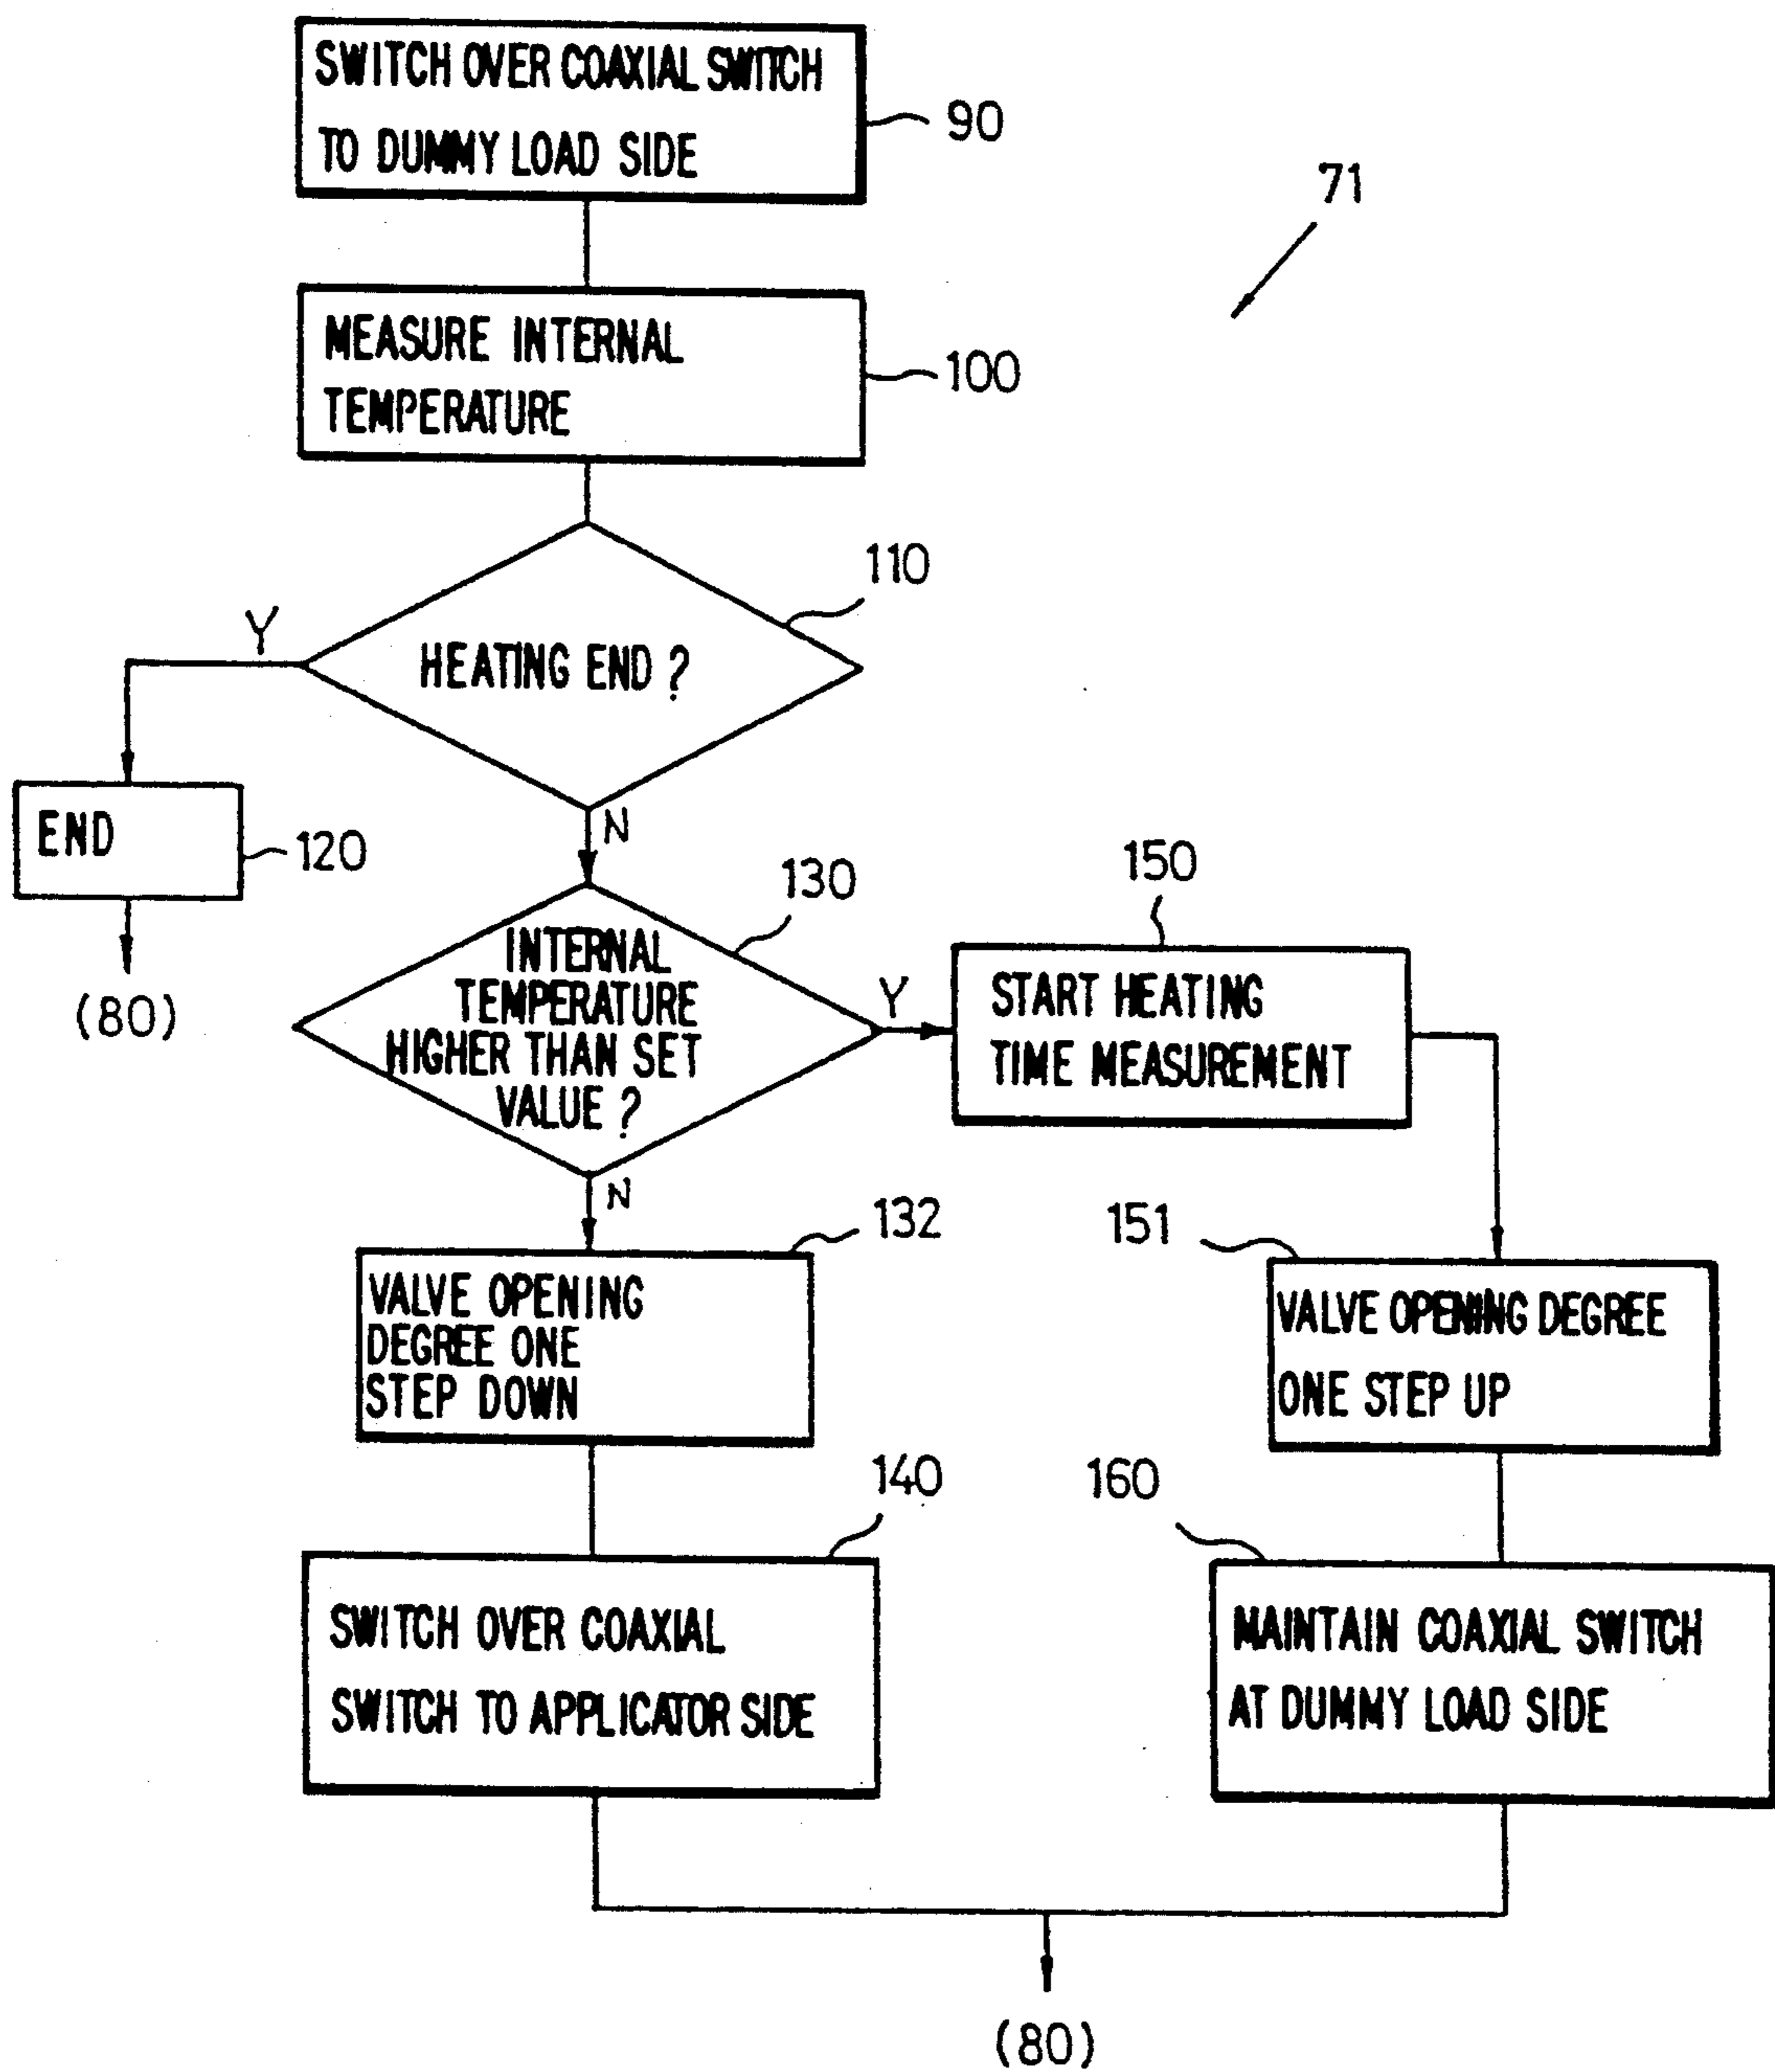 SWITCH OVER COAXIAL SWITCH
TO DUMMY LOAD SIDE
90
71
MEASURE INTERNAL
TEMPERATURE
100
110
Y
HEATING END ?
END
120
N
(80)
130
150
INTERNAL
TEMPERATURE
HIGHER THAN SET
VALUE ?
Y
START HEATING
TIME MEASUREMENT
N
132
151
VALVE OPENING
DEGREE ONE
STEP DOWN
VALVE OPENING DEGREE
ONE STEP UP
140
160
SWITCH OVER COAXIAL
SWITCH TO APPLICATOR SIDE
MAINTAIN COAXIAL SWITCH
AT DUMMY LOAD SIDE
(80)